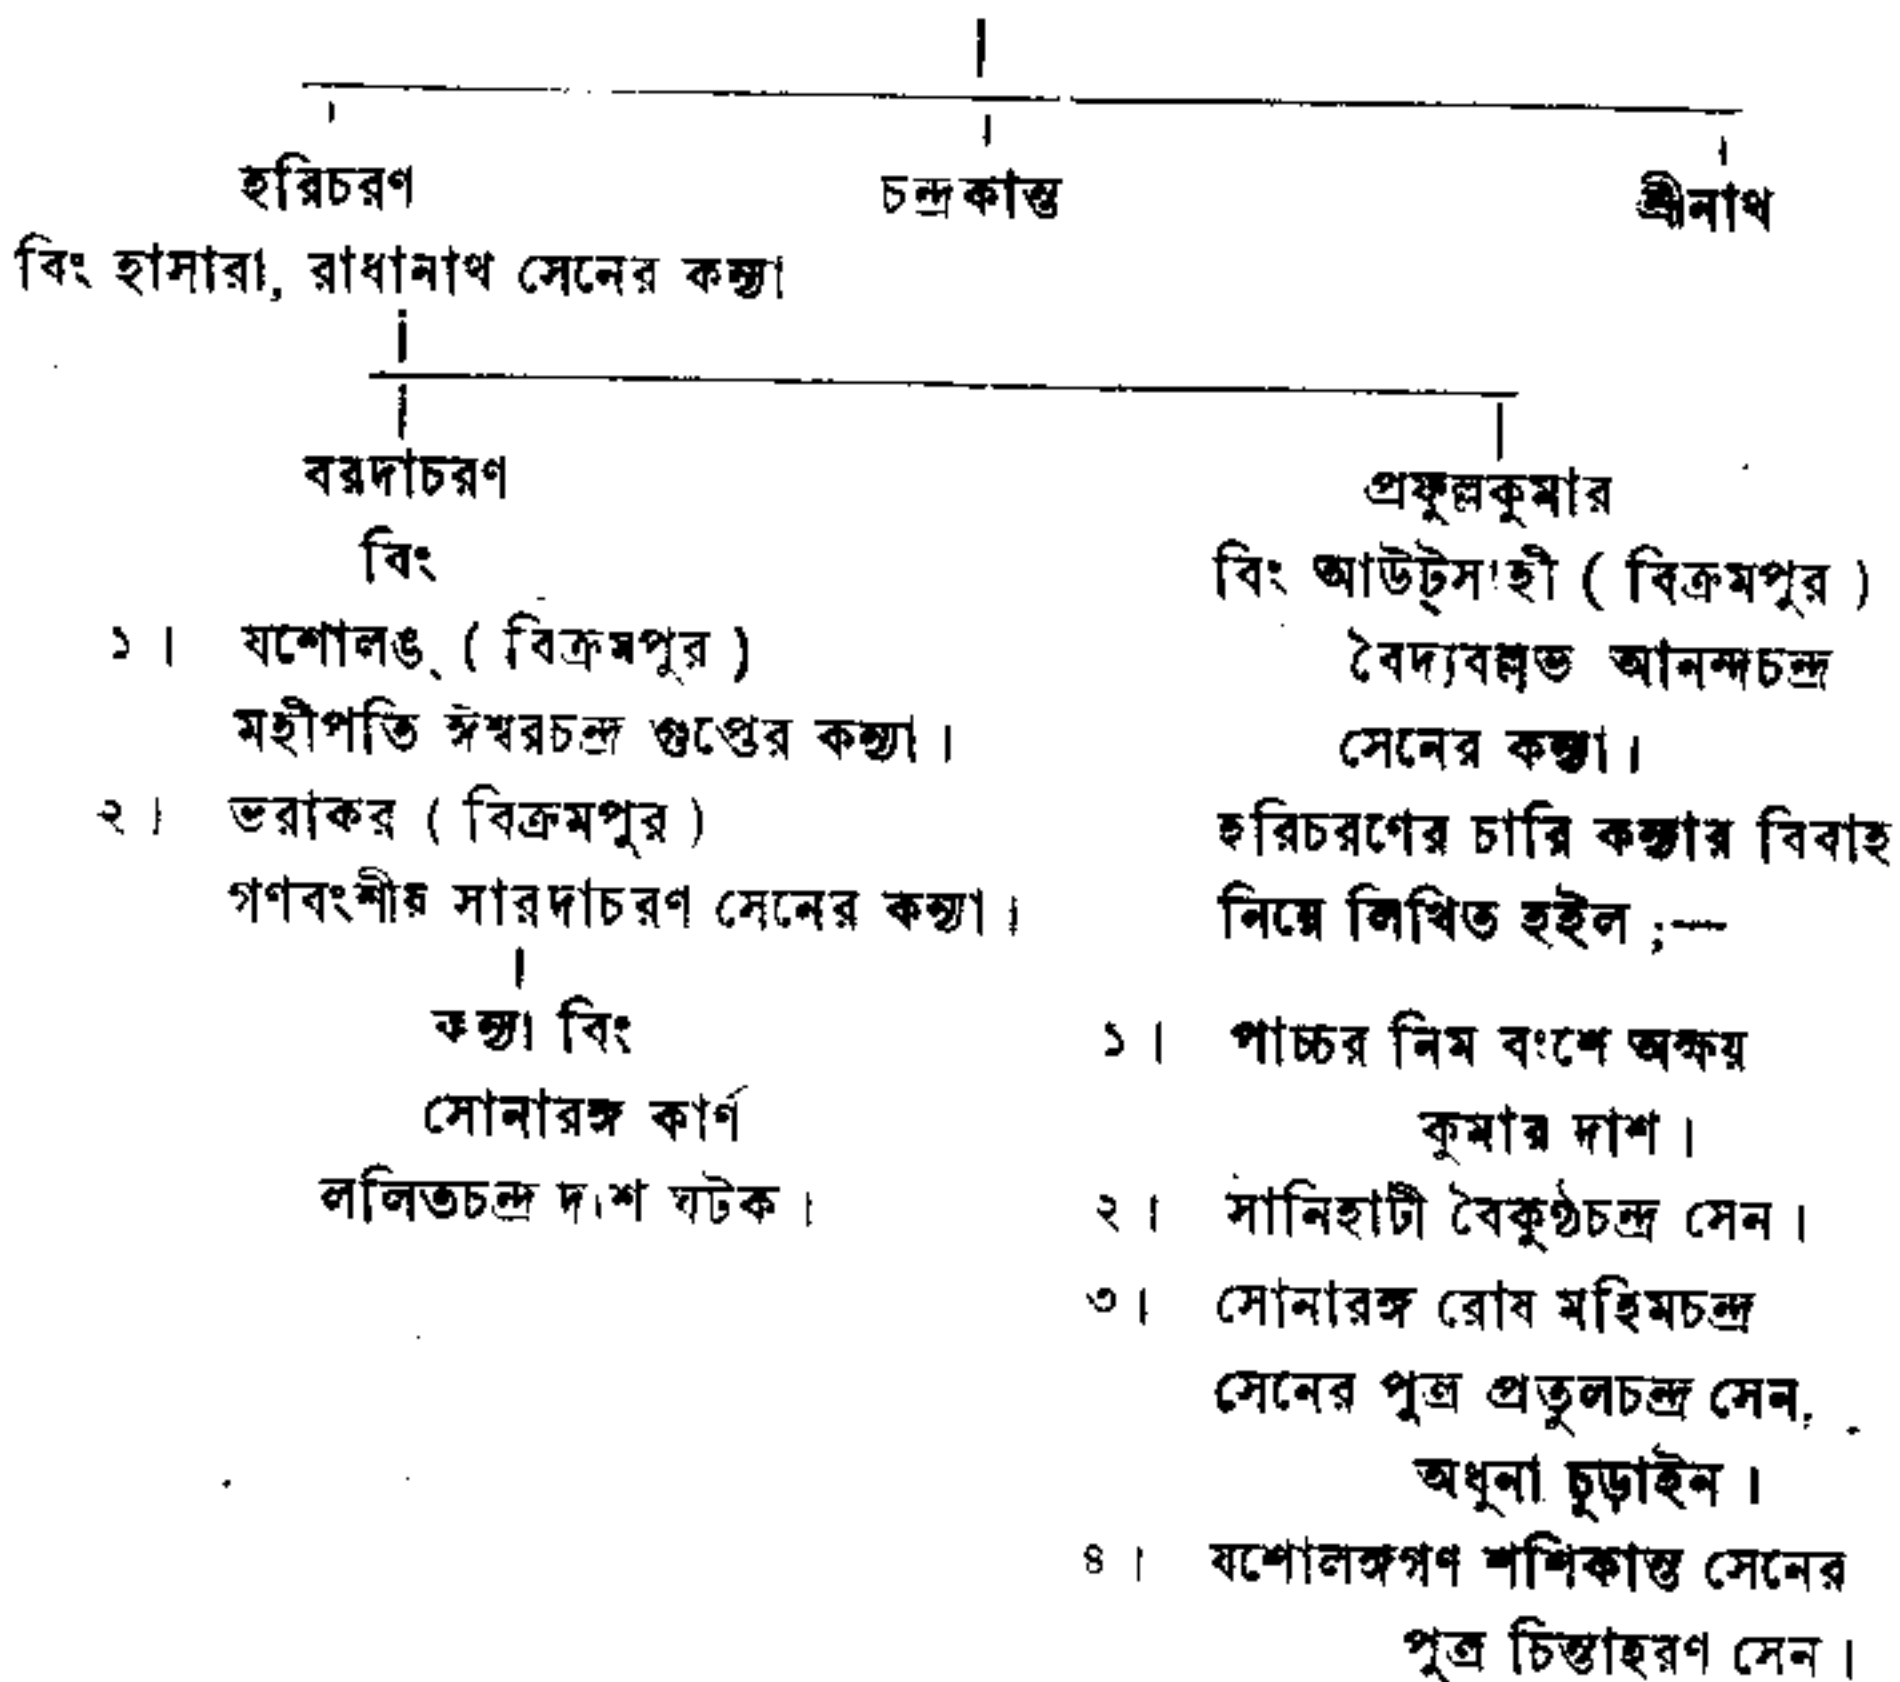 হরিচরণ
চন্দ্রকান্ত
শ্রীনাথ
বিং হাসারা, রাধানাথ সেনের কন্যা
বরদাচরণ
বিং
১। যশোলঙ্ ( বিক্রমপুর )
মহীপতি ঈশ্বরচন্দ্র গুপ্তের কন্যা।
২। ভরাকর ( বিক্রমপুর )
গণবংশীয় সারদাচরণ সেনের কন্যা।
কন্যা বিং
সোনারঙ্গ কার্ণ
ললিতচন্দ্র দাশ ঘটক।
প্রফুল্লকুমার
বিং আউট্‌সাহী ( বিক্রমপুর )
বৈদ্যবল্লভ আনন্দচন্দ্র
সেনের কন্যা।
হরিচরণের চারি কন্যার বিবাহ
নিম্নে লিখিত হইল ;—
১। পাচ্চর নিম বংশে অক্ষয়
কুমার দাশ।
২। সানিহাটী বৈকুণ্ঠচন্দ্র সেন।
৩। সোনারঙ্গ রোষ মহিমচন্দ্র
সেনের পুত্র প্রতুলচন্দ্র সেন,
অধুনা চুড়াইন।
৪। যশোলঙ্গগণ শশিকান্ত সেনের
পুত্র চিন্তাহরণ সেন।